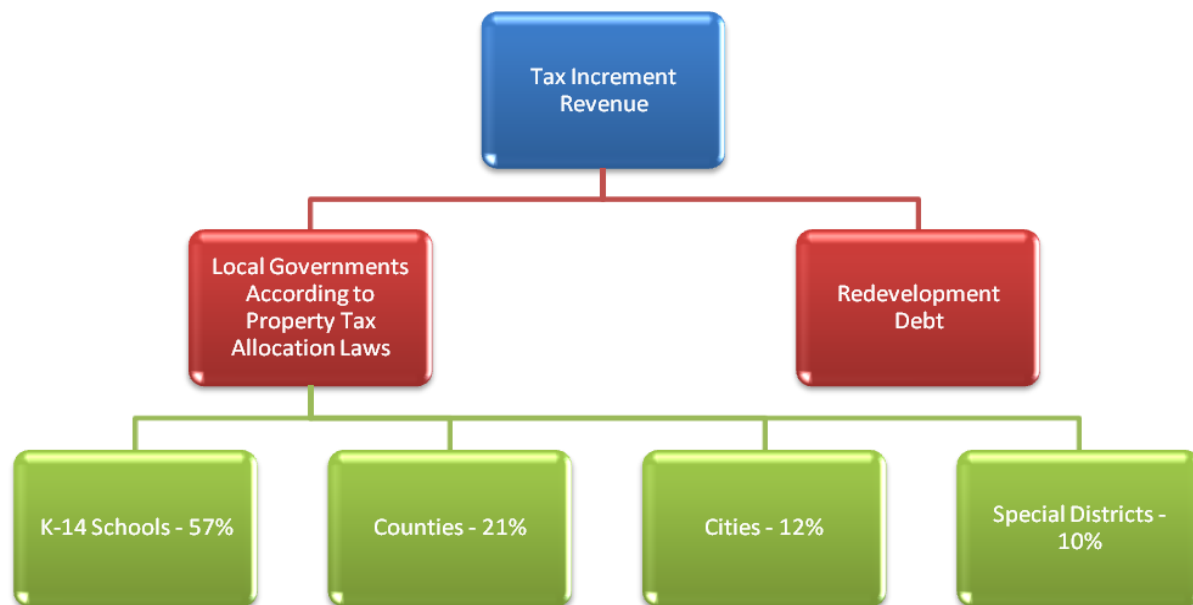 Tax Increment
Revenue
Local Governments
According to
Property Tax
Allocation Laws
Redevelopment
Debt
K-14 Schools - 57%
Counties - 21%
Cities - 12%
Special Districts -
10%